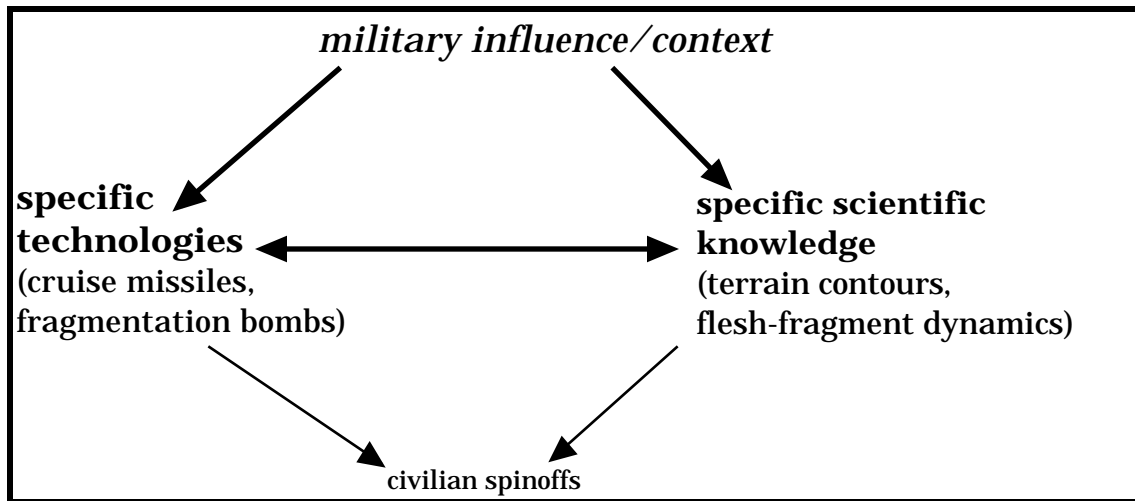 military influence/context
specific
technologies
(cruise missiles,
fragmentation bombs)
specific scientific
knowledge
(terrain contours,
flesh-fragment dynamics)
civilian spinoffs